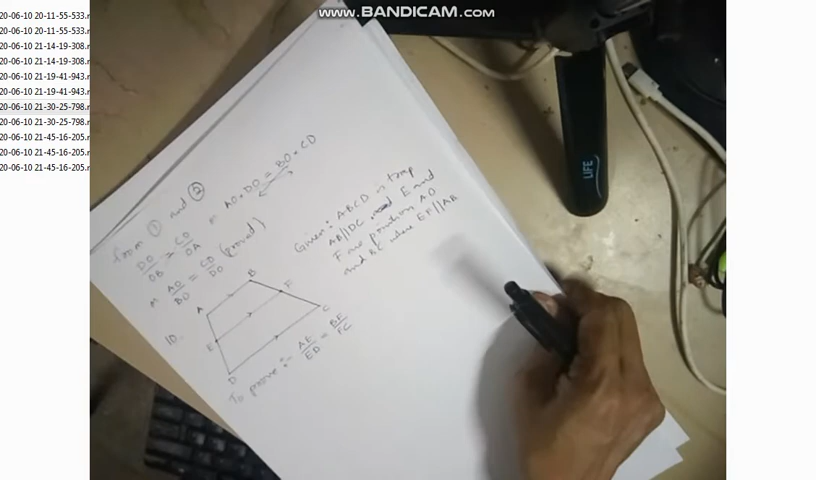 WWW.BANDICAM.COM
20-06-10 20-11-55-533.r
20-06-10 20-11-55-533.r
20-06-10 21-14-19-308.r
20-06-10 21-14-19-308.r
20-06-10 21-19-41-943.r
20-06-10 21-19-41-943.r
20-06-10 21-30-25-798.r
20-06-10 21-30-25-798.r
20-06-10 21-45-16-205.r
20-06-10 21-45-16-205.r
20-06-10 21-45-16-205.r
LIFE
from ① and ②
DO/OB = CO/OA or AO × DO = BO × CD
or AO/BO = CO/DO (proved)
10.
A B F C D E
Given: ABCD is trap
AB||DC. E and
F are position AD
and BC where EF||AB
To prove :- AE/ED = BF/FC